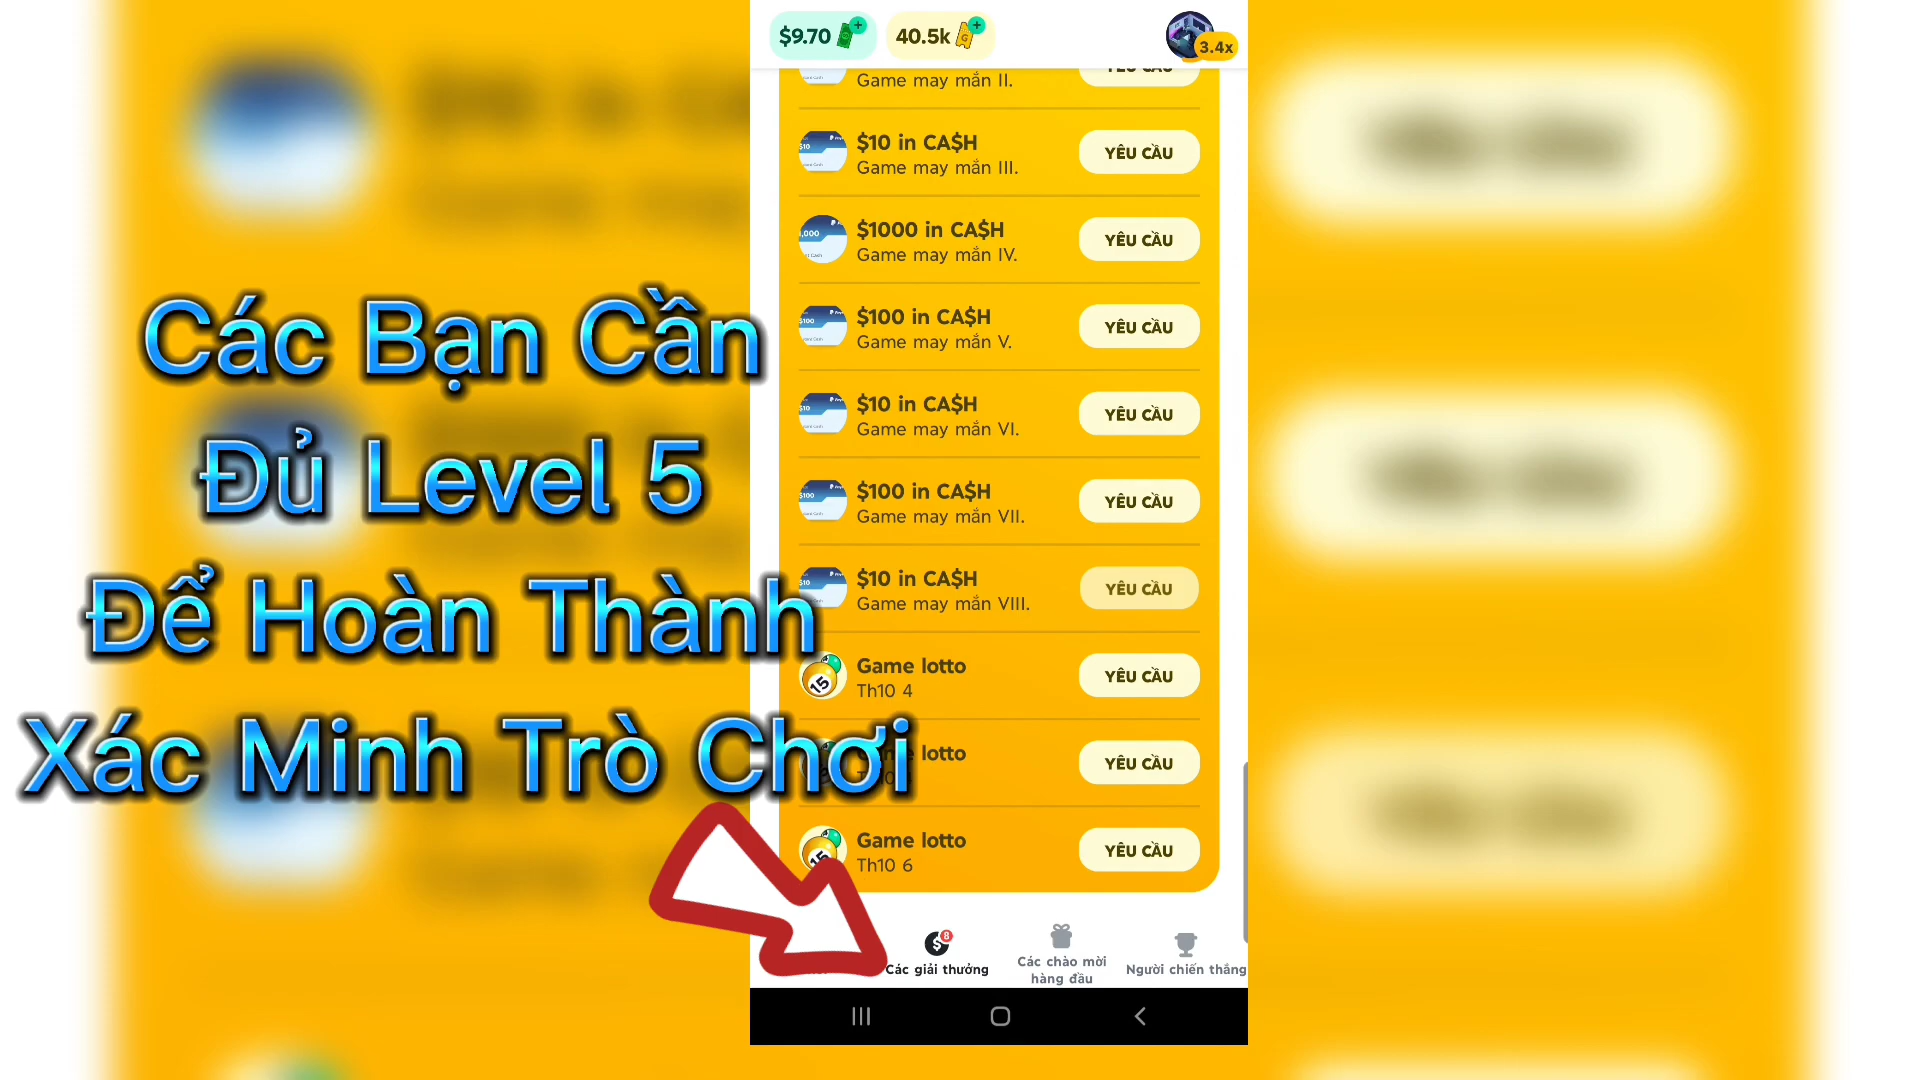 $9.70
40.5k
3.4x
YÊU CẦU
Game may mắn II.
$10 in CA$H
Game may mắn III.
YÊU CẦU
$1000 in CA$H
Game may mắn IV.
YÊU CẦU
$100 in CA$H
Game may mắn V.
YÊU CẦU
$10 in CA$H
Game may mắn VI.
YÊU CẦU
$100 in CA$H
Game may mắn VII.
YÊU CẦU
$10 in CA$H
Game may mắn VIII.
YÊU CẦU
Game lotto
Th10 4
YÊU CẦU
Game lotto
YÊU CẦU
Game lotto
Th10 6
YÊU CẦU
Các Bạn Cần
Đủ Level 5
Để Hoàn Thành
Xác Minh Trò Chơi
8
Các giải thưởng
Các chào mời
hàng đầu
Người chiến thắng